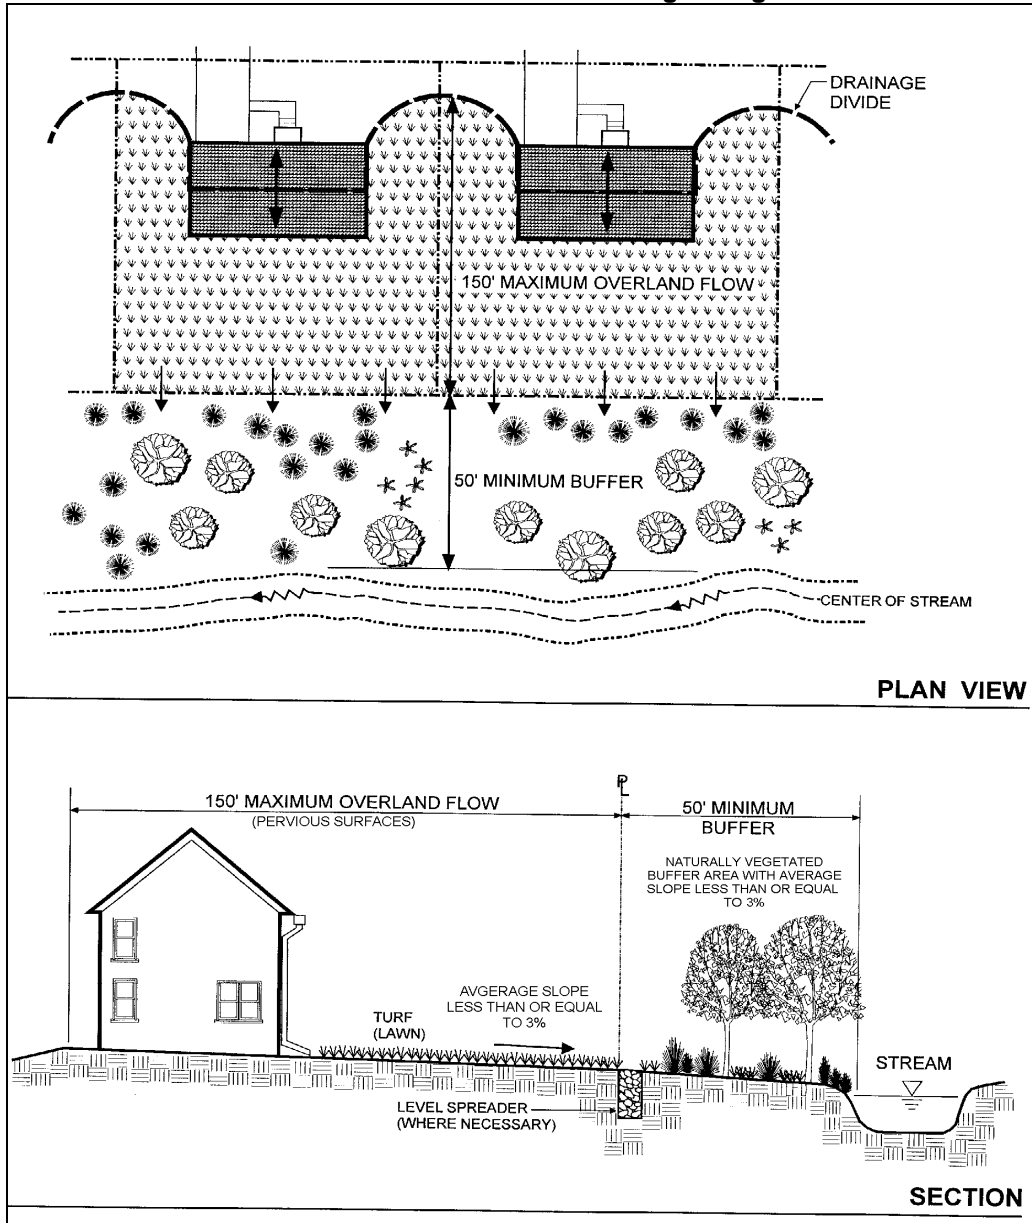 DRAINAGE
DIVIDE
150' MAXIMUM OVERLAND FLOW
50' MINIMUM BUFFER
CENTER OF STREAM
PLAN VIEW
PL
150' MAXIMUM OVERLAND FLOW
(PERVIOUS SURFACES)
50' MINIMUM
BUFFER
NATURALLY VEGETATED
BUFFER AREA WITH AVERAGE
SLOPE LESS THAN OR EQUAL
TO 3%
AVGERAGE SLOPE
LESS THAN OR EQUAL
TO 3%
TURF
(LAWN)
STREAM
LEVEL SPREADER
(WHERE NECESSARY)
SECTION